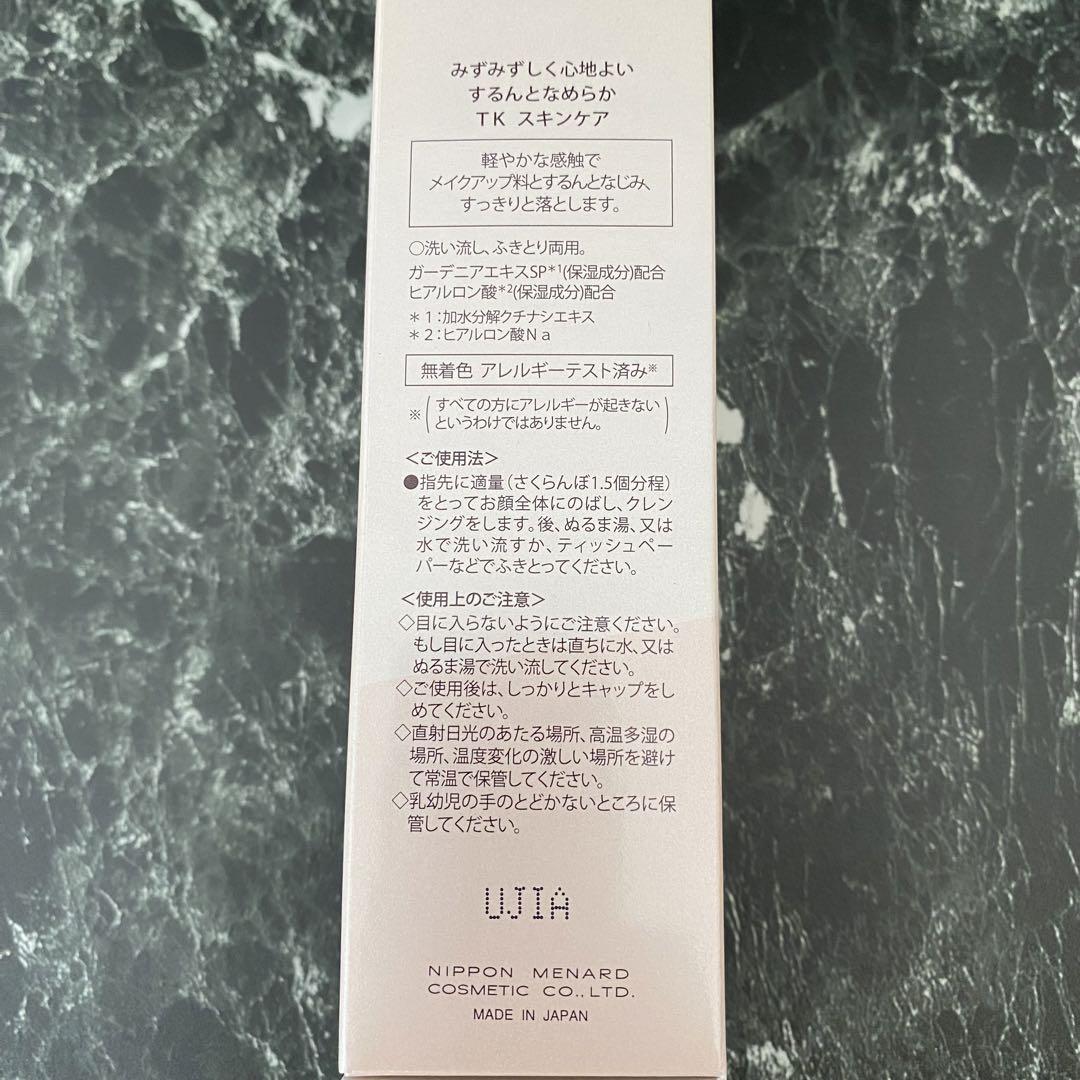 みずみずしく心地よい
するんとなめらか
TK スキンケア
軽やかな感触で
メイクアップ料とするんとなじみ、
すっきりと落とします。
○洗い流し、ふきとり両用。
ガーデニアエキスSP*1(保湿成分)配合
ヒアルロン酸*2(保湿成分)配合
*1:加水分解クチナシエキス
*2:ヒアルロン酸Na
無着色 アレルギーテスト済み※
※(すべての方にアレルギーが起きない
というわけではありません。)
<ご使用法>
●指先に適量(さくらんぼ1.5個分程)
をとってお顔全体にのばし、クレン
ジングをします。後、ぬるま湯、又は
水で洗い流すか、ティッシュペー
パーなどでふきとってください。
<使用上のご注意>
◇目に入らないようにご注意ください。
もし目に入ったときは直ちに水、又は
ぬるま湯で洗い流してください。
◇ご使用後は、しっかりとキャップをし
めてください。
◇直射日光のあたる場所、高温多湿の
場所、温度変化の激しい場所を避け
て常温で保管してください。
◇乳幼児の手のとどかないところに保
管してください。
UJIA
NIPPON MENARD
COSMETIC CO., LTD.
MADE IN JAPAN